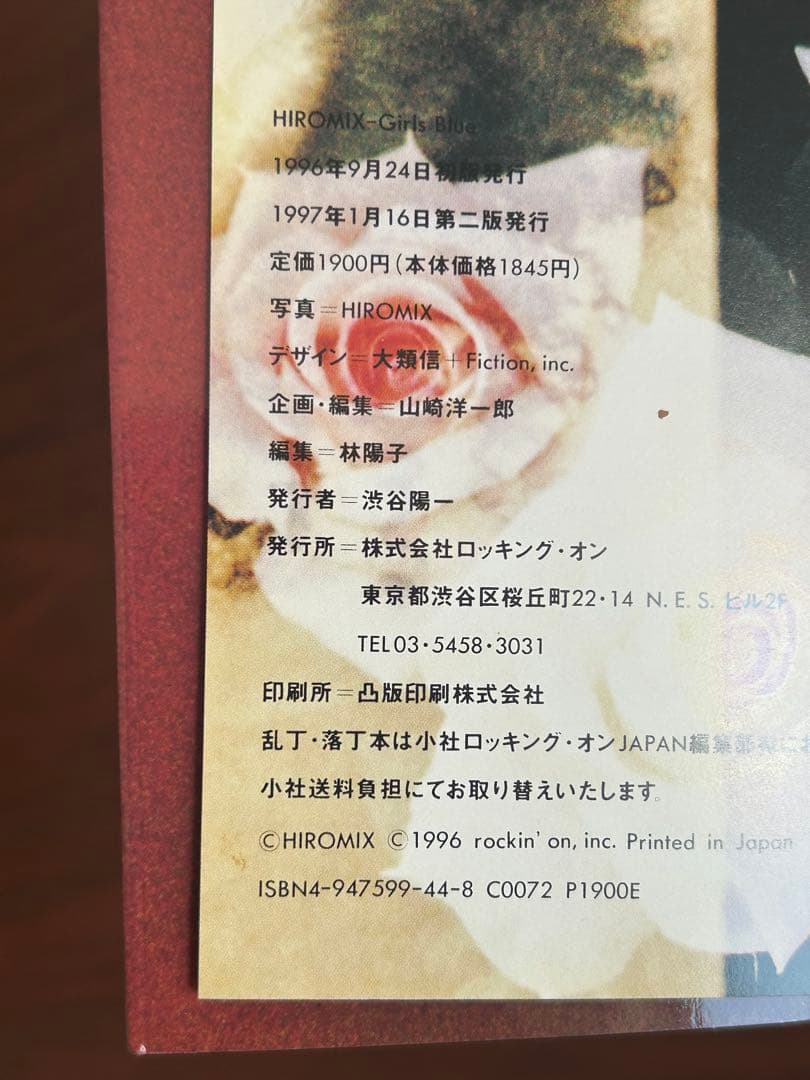 HIROMIX-Girls Blue
1996年9月24日初版発行
1997年1月16日第二版発行
定価1900円(本体価格1845円)
写真=HIROMIX
デザイン=大類信+Fiction, inc.
企画・編集=山崎洋一郎
編集=林陽子
発行者=渋谷陽一
発行所=株式会社ロッキング・オン
東京都渋谷区桜丘町22・14 N.E.S.ビル2F
TEL03・5458・3031
印刷所=凸版印刷株式会社
乱丁・落丁本は小社ロッキング・オンJAPAN編集部宛にお
小社送料負担にてお取り替えいたします。
©HIROMIX ©1996 rockin' on, inc. Printed in Japan
ISBN4-947599-44-8 C0072 P1900E